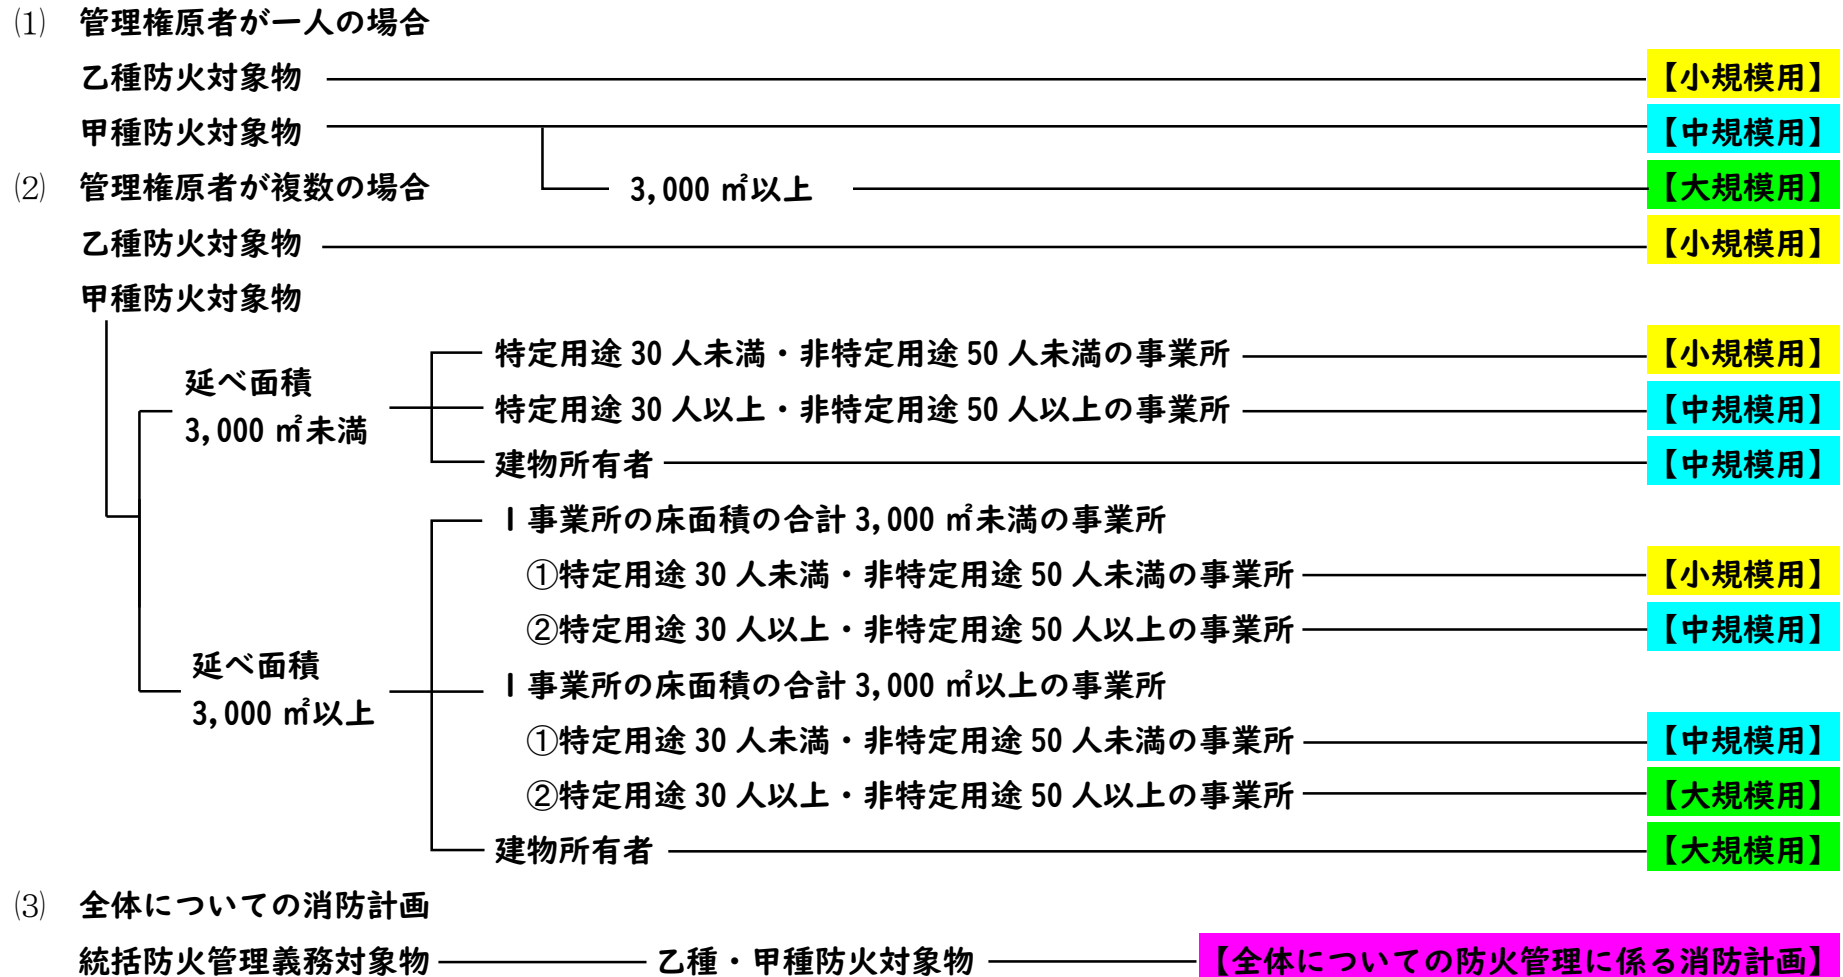 ⑴ 管理権原者が一人の場合
乙種防火対象物 【小規模用】
甲種防火対象物 【中規模用】
3,000 ㎡以上 【大規模用】
⑵ 管理権原者が複数の場合
乙種防火対象物 【小規模用】
甲種防火対象物
延べ面積
3,000 ㎡未満
特定用途 30 人未満・非特定用途 50 人未満の事業所 【小規模用】
特定用途 30 人以上・非特定用途 50 人以上の事業所 【中規模用】
建物所有者 【中規模用】
延べ面積
3,000 ㎡以上
1 事業所の床面積の合計 3,000 ㎡未満の事業所
①特定用途 30 人未満・非特定用途 50 人未満の事業所 【小規模用】
②特定用途 30 人以上・非特定用途 50 人以上の事業所 【中規模用】
1 事業所の床面積の合計 3,000 ㎡以上の事業所
①特定用途 30 人未満・非特定用途 50 人未満の事業所 【中規模用】
②特定用途 30 人以上・非特定用途 50 人以上の事業所 【大規模用】
建物所有者 【大規模用】
⑶ 全体についての消防計画
統括防火管理義務対象物 乙種・甲種防火対象物 【全体についての防火管理に係る消防計画】